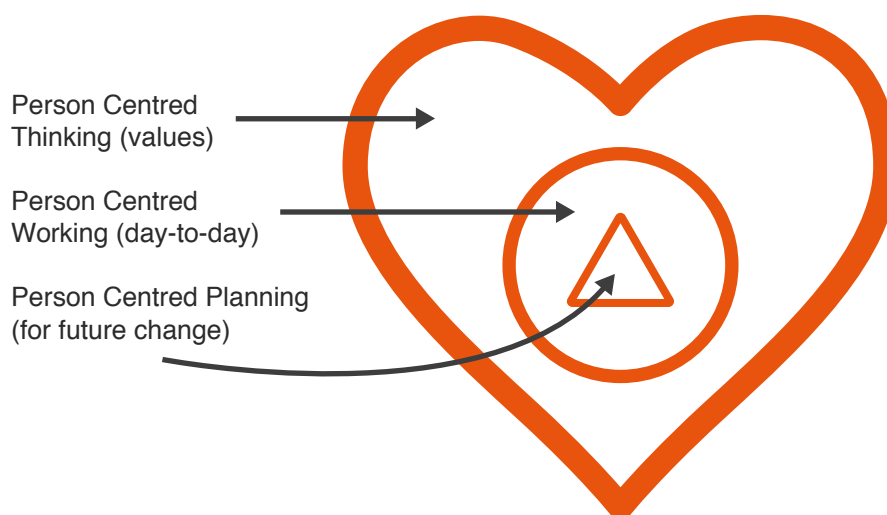 Person Centred
Thinking (values)
Person Centred
Working (day-to-day)
Person Centred Planning
(for future change)